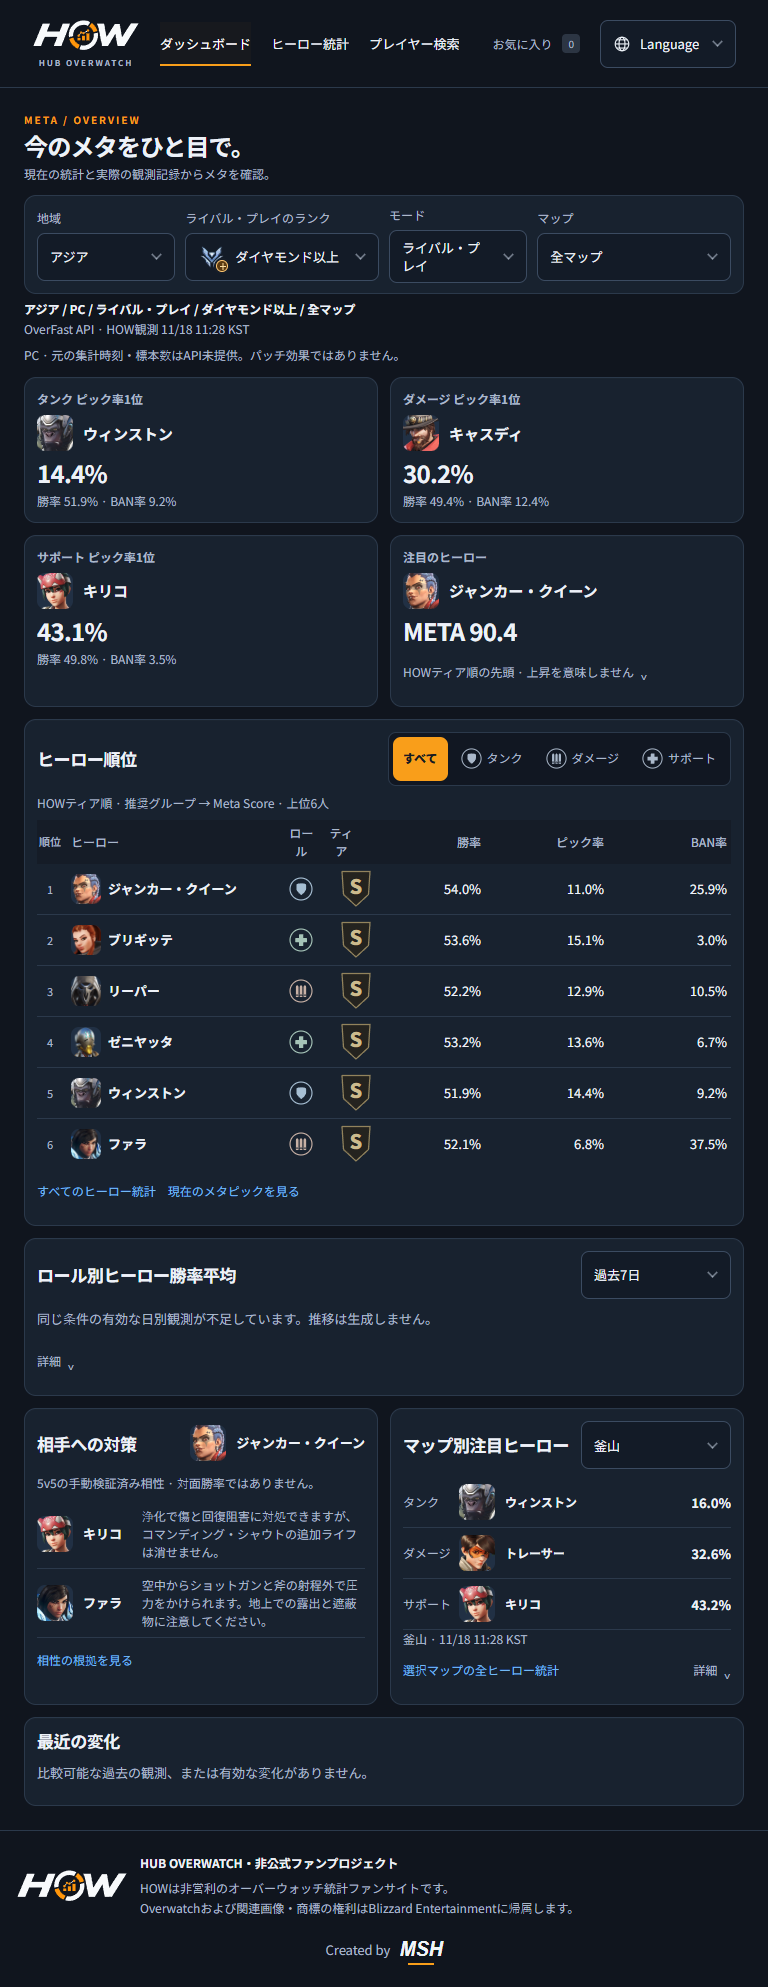 HOW
HUB OVERWATCH
ダッシュボード
ヒーロー統計
プレイヤー検索
お気に入り 0
Language
META / OVERVIEW
今のメタをひと目で。
現在の統計と実際の観測記録からメタを確認。
地域
ライバル・プレイのランク
モード
マップ
アジア
ダイヤモンド以上
ライバル・プ
レイ
全マップ
アジア / PC / ライバル・プレイ / ダイヤモンド以上 / 全マップ
OverFast API · HOW観測 11/18 11:28 KST
PC · 元の集計時刻・標本数はAPI未提供。パッチ効果ではありません。
タンク ピック率1位
ウィンストン
14.4%
勝率 51.9% · BAN率 9.2%
ダメージ ピック率1位
キャスディ
30.2%
勝率 49.4% · BAN率 12.4%
サポート ピック率1位
キリコ
43.1%
勝率 49.8% · BAN率 3.5%
注目のヒーロー
ジャンカー・クイーン
META 90.4
HOWティア順の先頭 · 上昇を意味しません
ヒーロー順位
すべて
タンク
ダメージ
サポート
HOWティア順 · 推奨グループ → Meta Score · 上位6人
順位 ヒーロー ロー
ル ティ
ア 勝率 ピック率 BAN率
1 ジャンカー・クイーン S 54.0% 11.0% 25.9%
2 ブリギッテ S 53.6% 15.1% 3.0%
3 リーパー S 52.2% 12.9% 10.5%
4 ゼニヤッタ S 53.2% 13.6% 6.7%
5 ウィンストン S 51.9% 14.4% 9.2%
6 ファラ S 52.1% 6.8% 37.5%
すべてのヒーロー統計 現在のメタピックを見る
ロール別ヒーロー勝率平均
過去7日
同じ条件の有効な日別観測が不足しています。推移は生成しません。
詳細
相手への対策
ジャンカー・クイーン
5v5の手動検証済み相性 · 対面勝率ではありません。
キリコ
浄化で傷と回復阻害に対処できますが、
コマンディング・シャウトの追加ライフ
は消せません。
ファラ
空中からショットガンと斧の射程外で圧
力をかけられます。地上での露出と遮蔽
物に注意してください。
相性の根拠を見る
マップ別注目ヒーロー
釜山
タンク ウィンストン 16.0%
ダメージ トレーサー 32.6%
サポート キリコ 43.2%
釜山 · 11/18 11:28 KST
選択マップの全ヒーロー統計
詳細
最近の変化
比較可能な過去の観測、または有効な変化がありません。
HOW
HUB OVERWATCH・非公式ファンプロジェクト
HOWは非営利のオーバーウォッチ統計ファンサイトです。
Overwatchおよび関連画像・商標の権利はBlizzard Entertainmentに帰属します。
Created by MSH